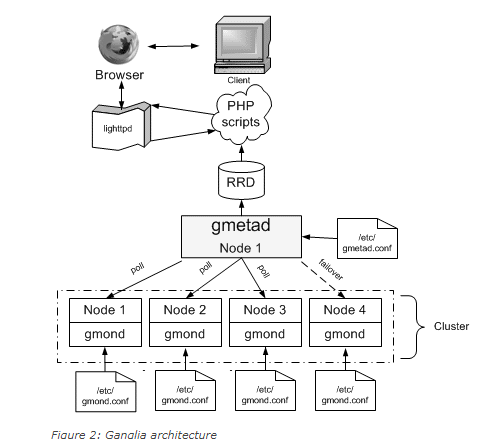 Browser
Client
lighttpd
PHP
scripts
RRD
gmetad
Node 1
/etc/
gmetad.conf
poll
poll
poll
failover
Node 1
Node 2
Node 3
Node 4
gmond
gmond
gmond
gmond
Cluster
/etc/
gmond.conf
/etc/
gmond.conf
/etc/
gmond.conf
/etc/
gmond.conf
Figure 2: Ganglia architecture